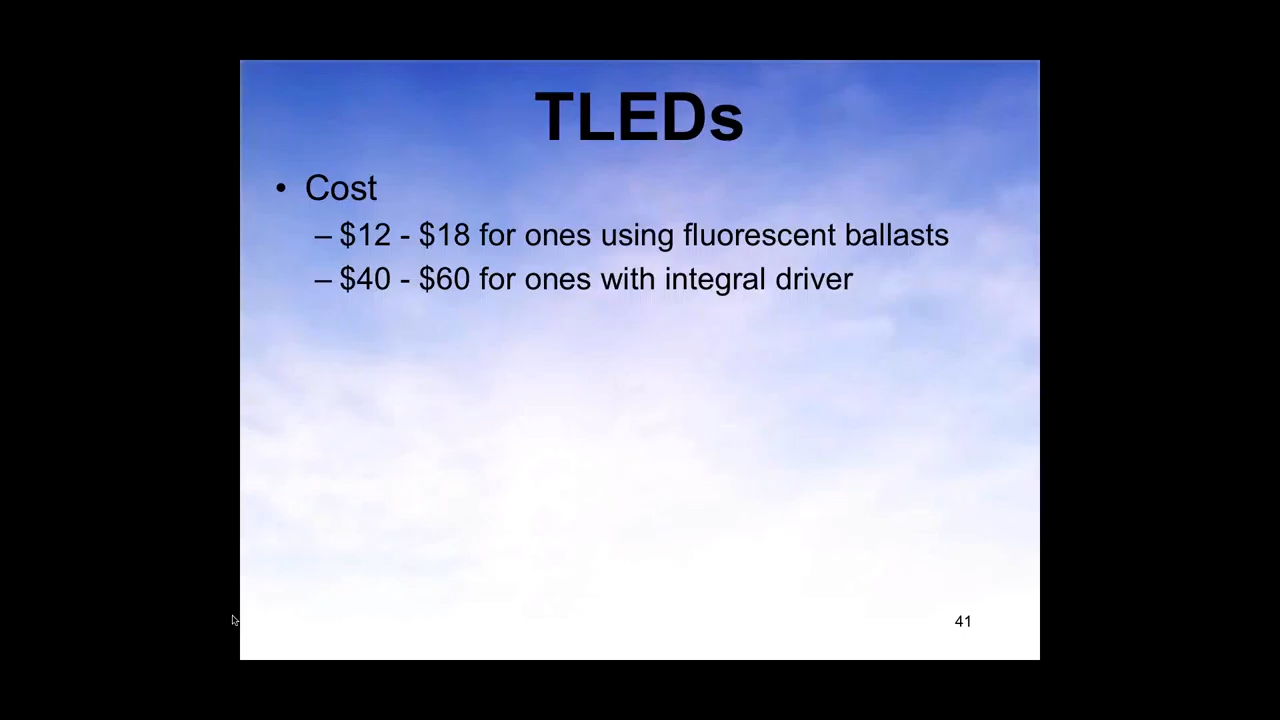 TLEDs
• Cost
– $12 - $18 for ones using fluorescent ballasts
– $40 - $60 for ones with integral driver
41